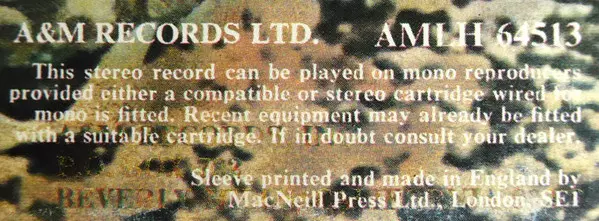 A&M RECORDS LTD. AMLH 64513
This stereo record can be played on mono reproducers
provided either a compatible or stereo cartridge wired for
mono is fitted. Recent equipment may already be fitted
with a suitable cartridge. If in doubt consult your dealer.
Sleeve printed and made in England by
BEVERLY
MacNeill Press Ltd., London, SE1